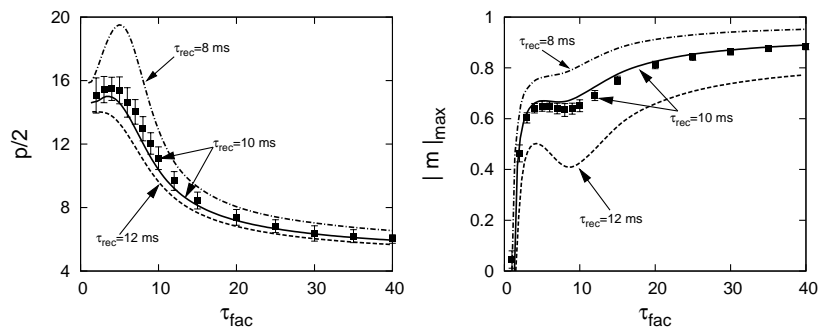 20
16
12
8
4
p/2
τrec=8 ms
τrec=10 ms
τrec=12 ms
0 10 20 30 40
τfac
1
0.8
0.6
0.4
0.2
0
| m |max
τrec=8 ms
τrec=10 ms
τrec=12 ms
0 10 20 30 40
τfac